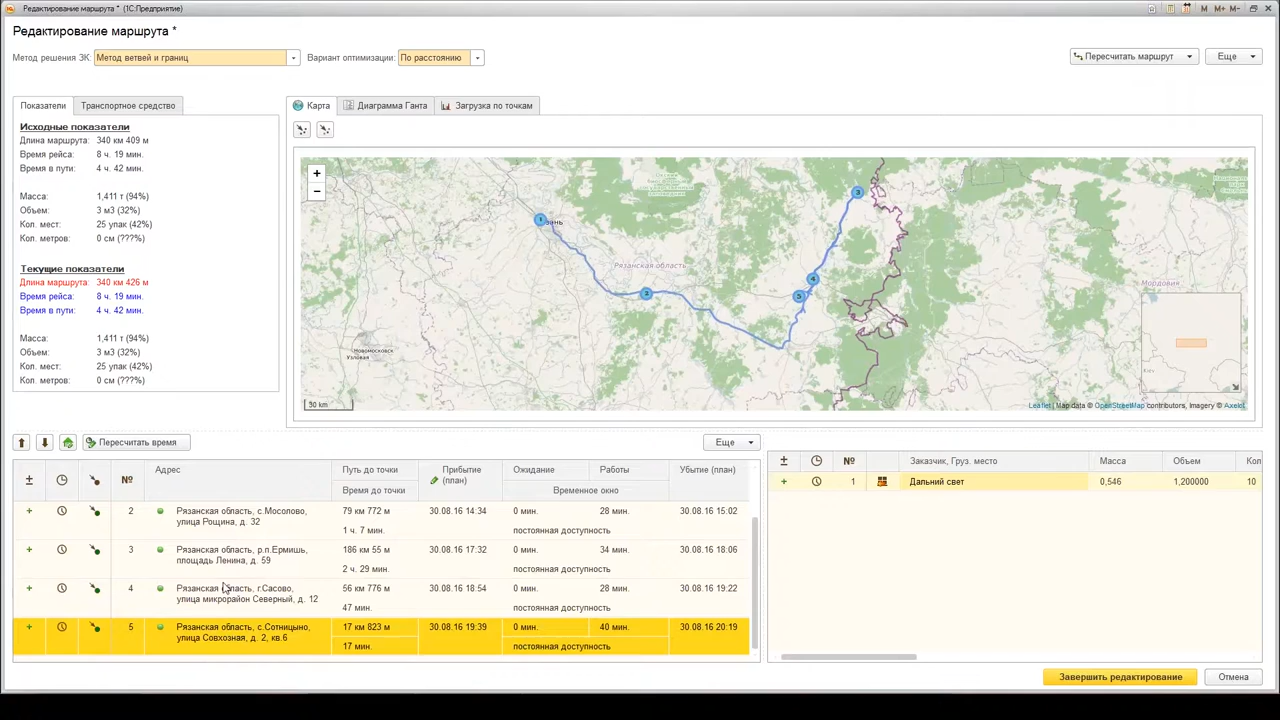 Редактирование маршрута * (1С:Предприятие)
M M+ M-
Редактирование маршрута *
Метод решения ЗК: Метод ветвей и границ Вариант оптимизации: По расстоянию Пересчитать маршрут Еще
Показатели Транспортное средство
Карта Диаграмма Ганта Загрузка по точкам
Исходные показатели
Длина маршрута: 340 км 409 м
Время рейса: 8 ч. 19 мин.
Время в пути: 4 ч. 42 мин.
Масса: 1,411 т (94%)
Объем: 3 м3 (32%)
Кол. мест: 25 упак (42%)
Кол. метров: 0 см (???%)
Текущие показатели
Длина маршрута: 340 км 426 м
Время рейса: 8 ч. 19 мин.
Время в пути: 4 ч. 42 мин.
Масса: 1,411 т (94%)
Объем: 3 м3 (32%)
Кол. мест: 25 упак (42%)
Кол. метров: 0 см (???%)
+
−
1
3
Рязанская область
2
4
5
Мордовия
Новомосковск
Узловая
30 km
Leaflet | Map data © OpenStreetMap contributors, Imagery © Axelot
Пересчитать время Еще
№ Адрес Путь до точки Прибытие (план) Ожидание Работы Убытие (план)
Время до точки Временное окно
2 Рязанская область, с.Мосолово, 79 км 772 м 30.08.16 14:34 0 мин. 28 мин. 30.08.16 15:02
улица Рощина, д. 32 1 ч. 7 мин. постоянная доступность
3 Рязанская область, р.п.Ермишь, 186 км 55 м 30.08.16 17:32 0 мин. 34 мин. 30.08.16 18:06
площадь Ленина, д. 59 2 ч. 29 мин. постоянная доступность
4 Рязанская область, г.Сасово, 56 км 776 м 30.08.16 18:54 0 мин. 28 мин. 30.08.16 19:22
улица микрорайон Северный, д. 12 47 мин. постоянная доступность
5 Рязанская область, с.Сотницыно, 17 км 823 м 30.08.16 19:39 0 мин. 40 мин. 30.08.16 20:19
улица Совхозная, д. 2, кв.6 17 мин. постоянная доступность
№ Заказчик, Груз. место Масса Объем Кол
1 Дальний свет 0,546 1,200000 10
Завершить редактирование Отмена